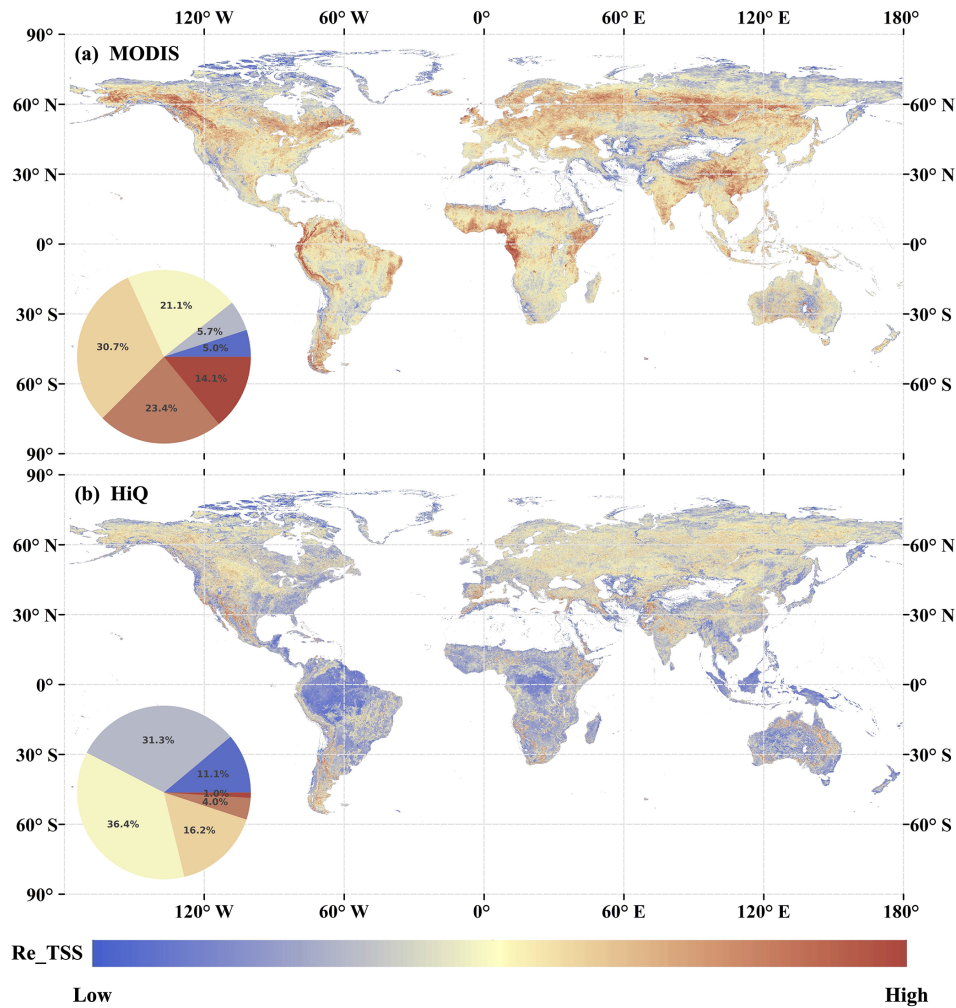 120° W 60° W 0° 60° E 120° E 180°
90° (a) MODIS
60° N 60° N
30° N 30° N
0° 0°
30° S 30° S
60° S 60° S
90°
21.1%
5.7%
5.0%
30.7%
14.1%
23.4%
90° (b) HiQ
60° N 60° N
30° N 30° N
0° 0°
30° S 30° S
60° S 60° S
90°
31.3%
11.1%
1.0%
4.0%
36.4%
16.2%
120° W 60° W 0° 60° E 120° E 180°
Re_TSS
Low High